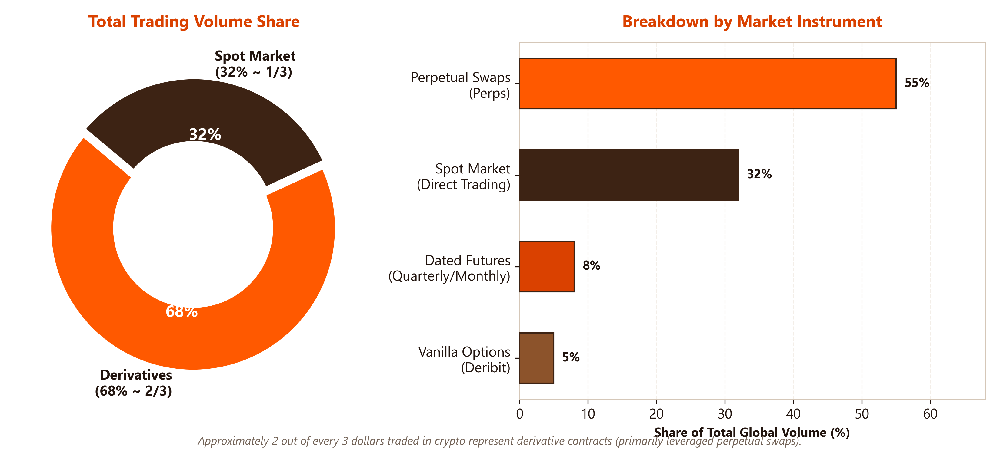 Total Trading Volume Share
Spot Market
(32% ~ 1/3)
32%
68%
Derivatives
(68% ~ 2/3)
Breakdown by Market Instrument
Perpetual Swaps
(Perps)
55%
Spot Market
(Direct Trading)
32%
Dated Futures
(Quarterly/Monthly)
8%
Vanilla Options
(Deribit)
5%
0 10 20 30 40 50 60
Share of Total Global Volume (%)
Approximately 2 out of every 3 dollars traded in crypto represent derivative contracts (primarily leveraged perpetual swaps).